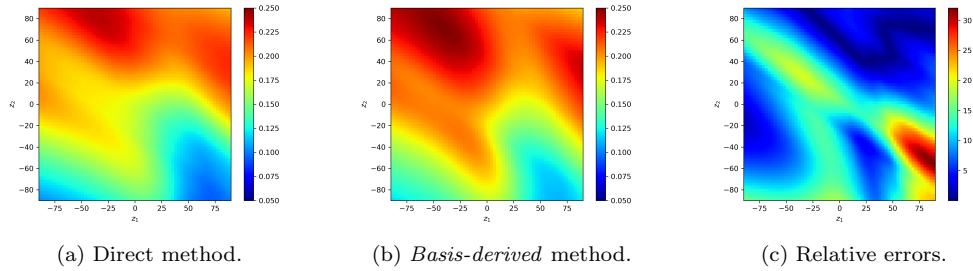 80 60 40 20 0 −20 −40 −60 −80
z₂
−75 −50 −25 0 25 50 75
z₁
0.250 0.225 0.200 0.175 0.150 0.125 0.100 0.075 0.050
80 60 40 20 0 −20 −40 −60 −80
z₂
−75 −50 −25 0 25 50 75
z₁
0.250 0.225 0.200 0.175 0.150 0.125 0.100 0.075 0.050
80 60 40 20 0 −20 −40 −60 −80
z₂
−75 −50 −25 0 25 50 75
z₁
30 25 20 15 10 5
(a) Direct method.
(b) Basis-derived method.
(c) Relative errors.